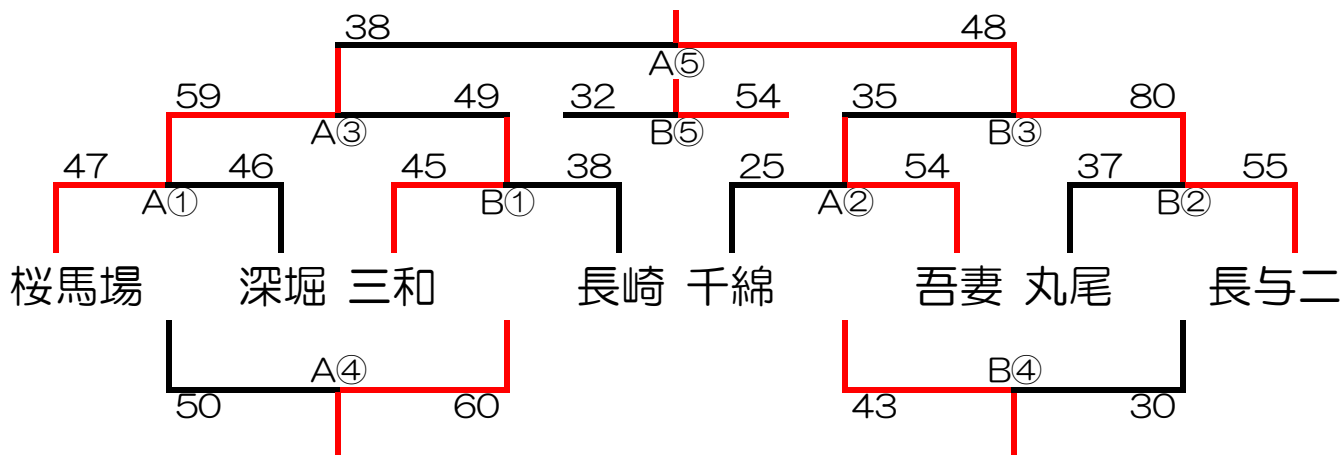 38 48
A⑤
59 49 32 54 35 80
A③ B⑤ B③
47 46 45 38 25 54 37 55
A① B① A② B②
桜馬場 深堀 三和 長崎 千綿 吾妻 丸尾 長与二
A④ B④
50 60 43 30